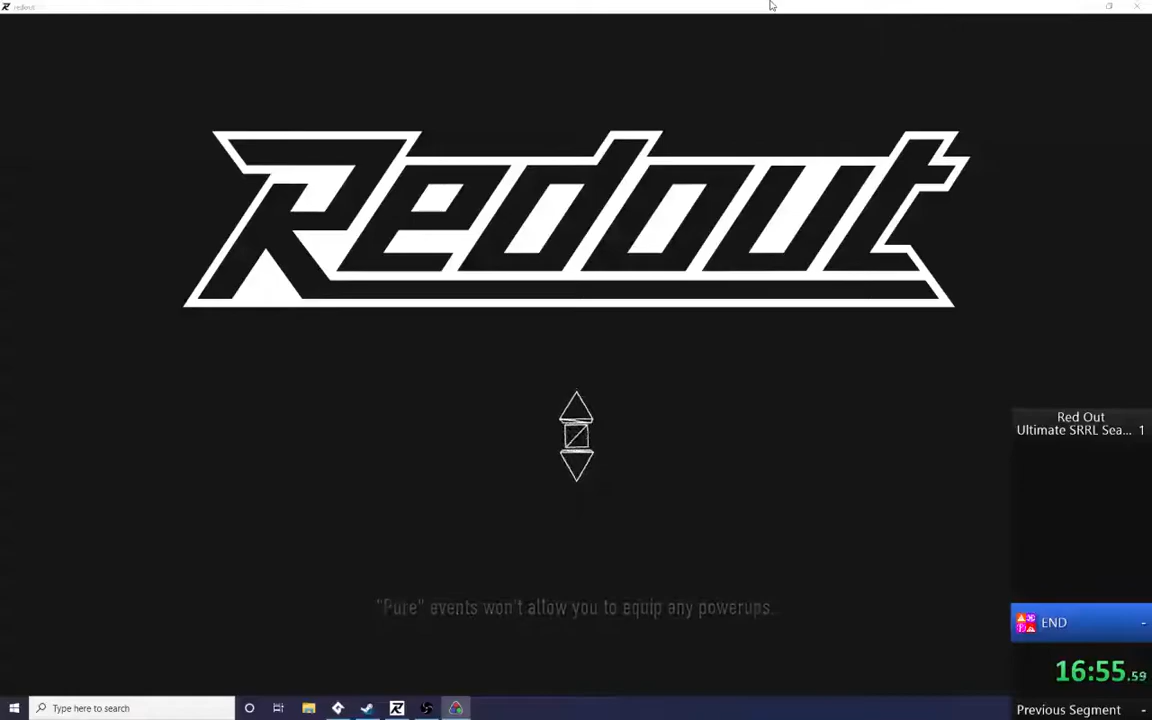 redout
Redout
Red Out
Ultimate SRRL Sea... 1
"Pure" events won't allow you to equip any powerups.
END -
16:55.59
Type here to search
Previous Segment -